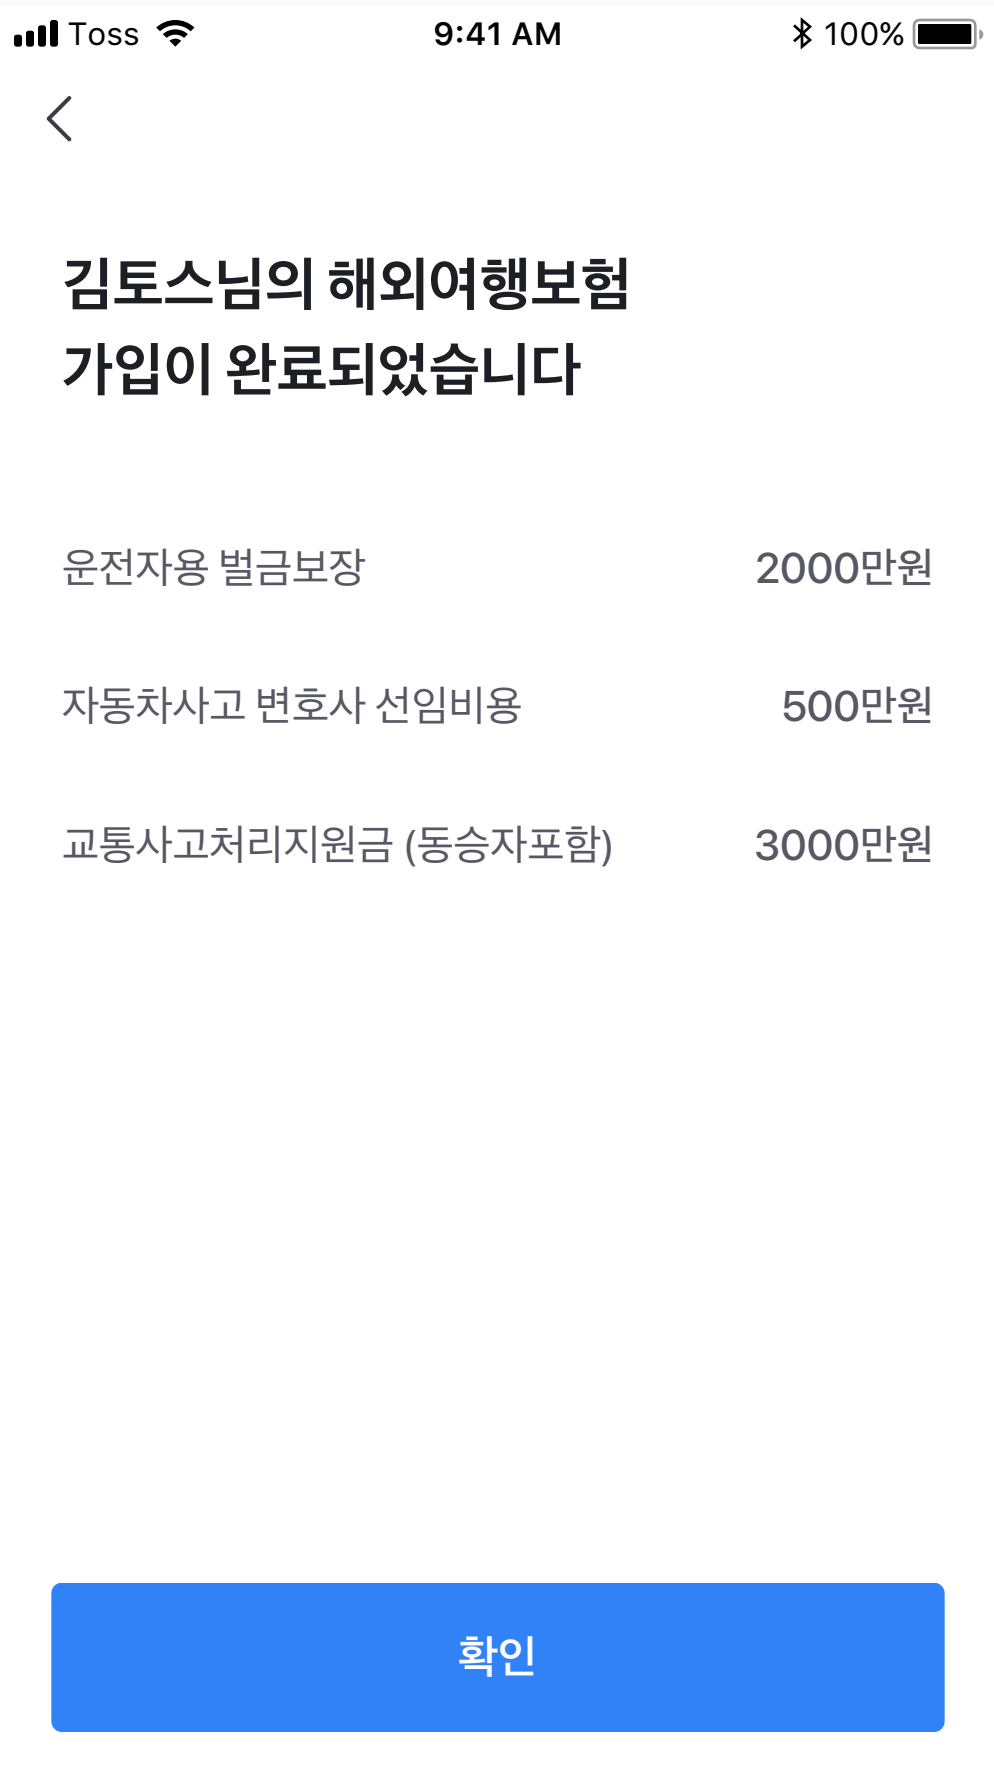 Toss 9:41 AM 100%
김토스님의 해외여행보험
가입이 완료되었습니다
운전자용 벌금보장 2000만원
자동차사고 변호사 선임비용 500만원
교통사고처리지원금 (동승자포함) 3000만원
확인